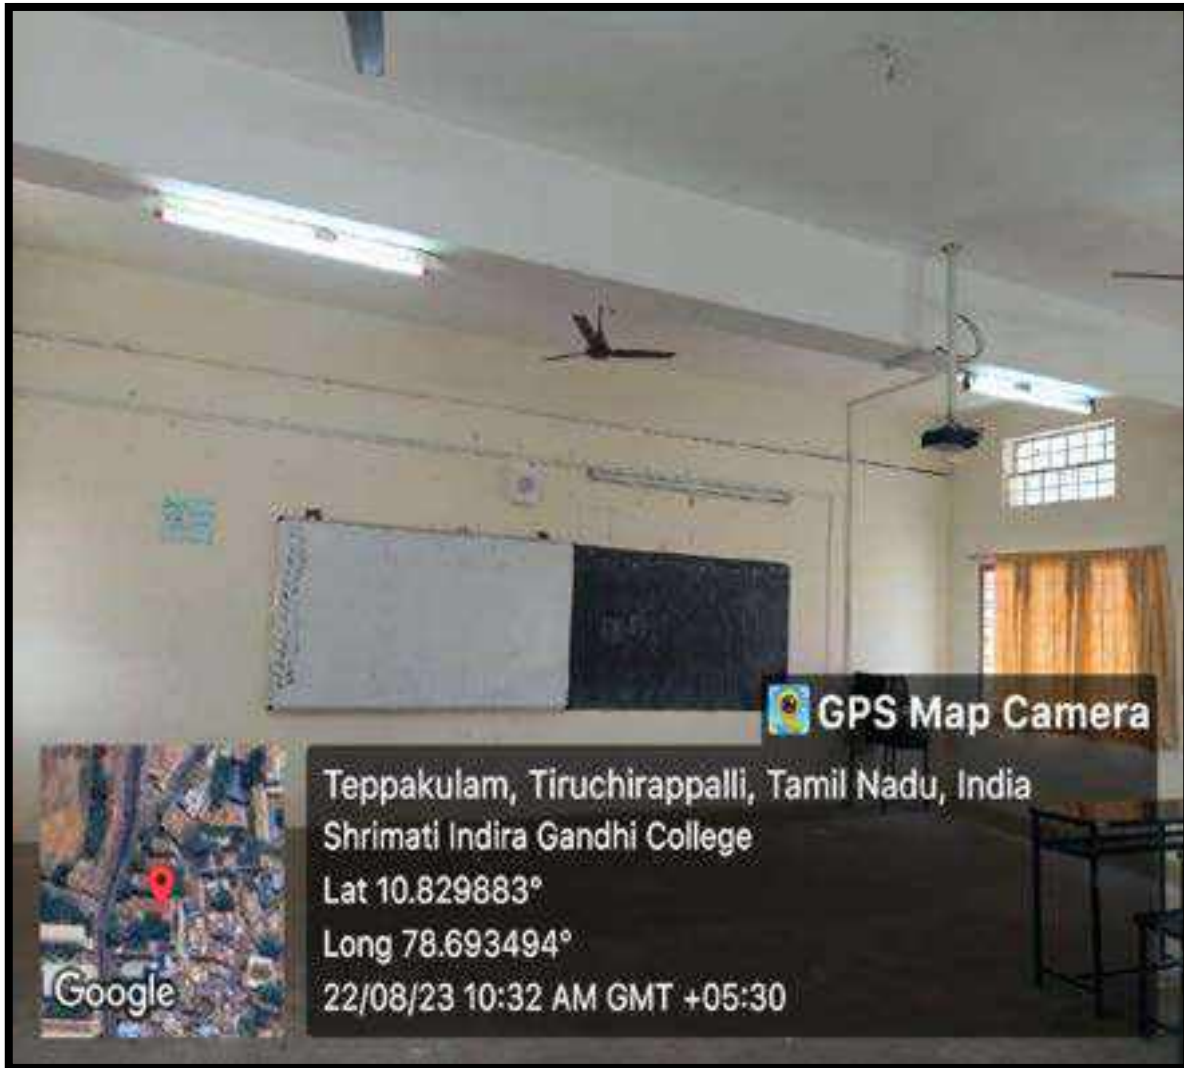 GPS Map Camera
Teppakulam, Tiruchirappalli, Tamil Nadu, India
Shrimati Indira Gandhi College
Lat 10.829883°
Long 78.693494°
22/08/23 10:32 AM GMT +05:30
Google